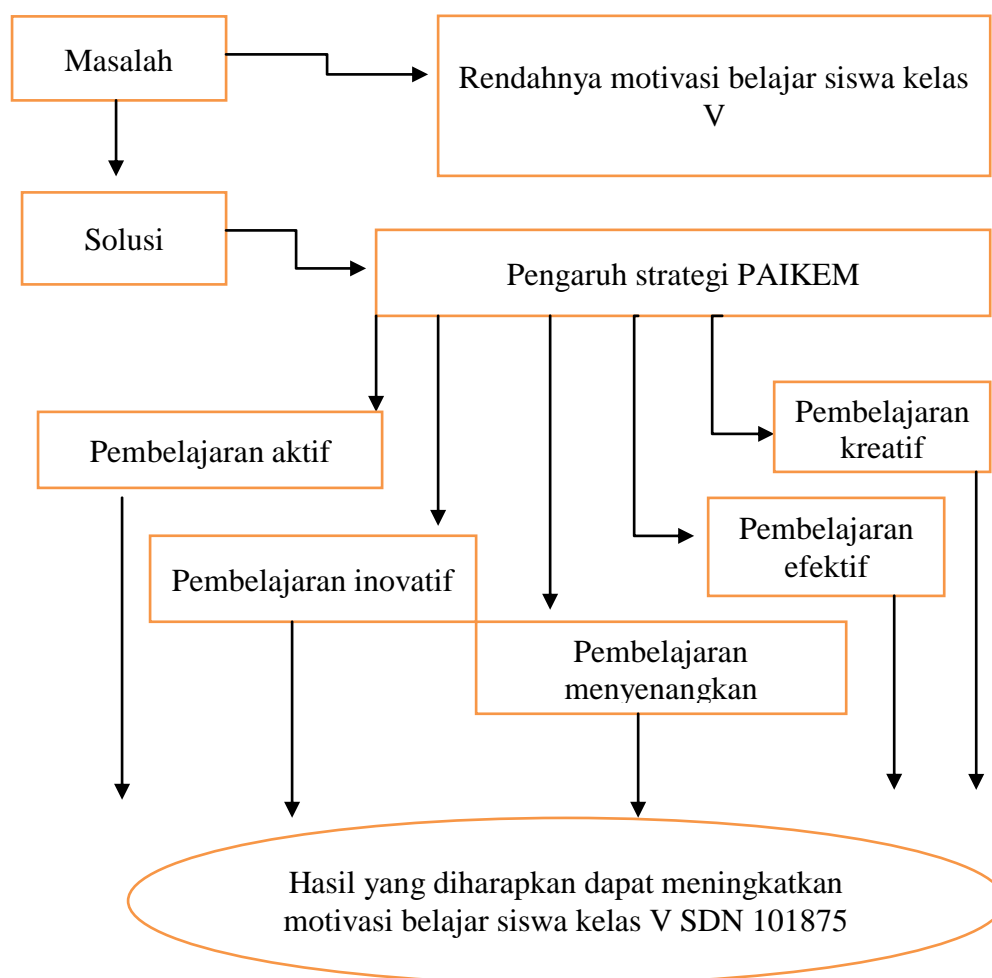 Masalah
Rendahnya motivasi belajar siswa kelas
V
Solusi
Pengaruh strategi PAIKEM
Pembelajaran aktif
Pembelajaran
kreatif
Pembelajaran inovatif
Pembelajaran
efektif
Pembelajaran
menyenangkan
Hasil yang diharapkan dapat meningkatkan
motivasi belajar siswa kelas V SDN 101875